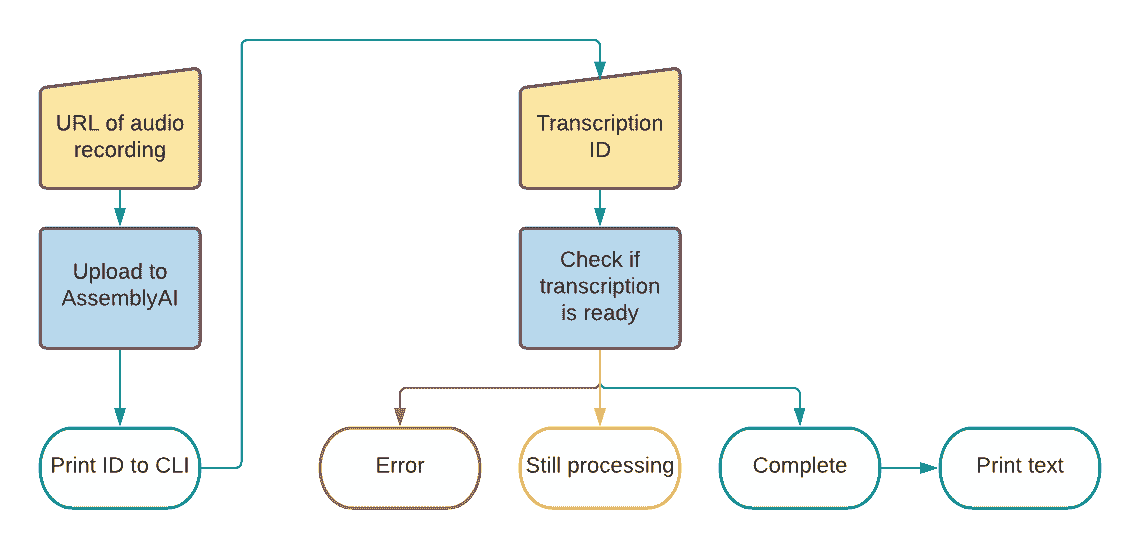 URL of audio
recording
Upload to
AssemblyAI
Print ID to CLI
Transcription
ID
Check if
transcription
is ready
Error
Still processing
Complete
Print text